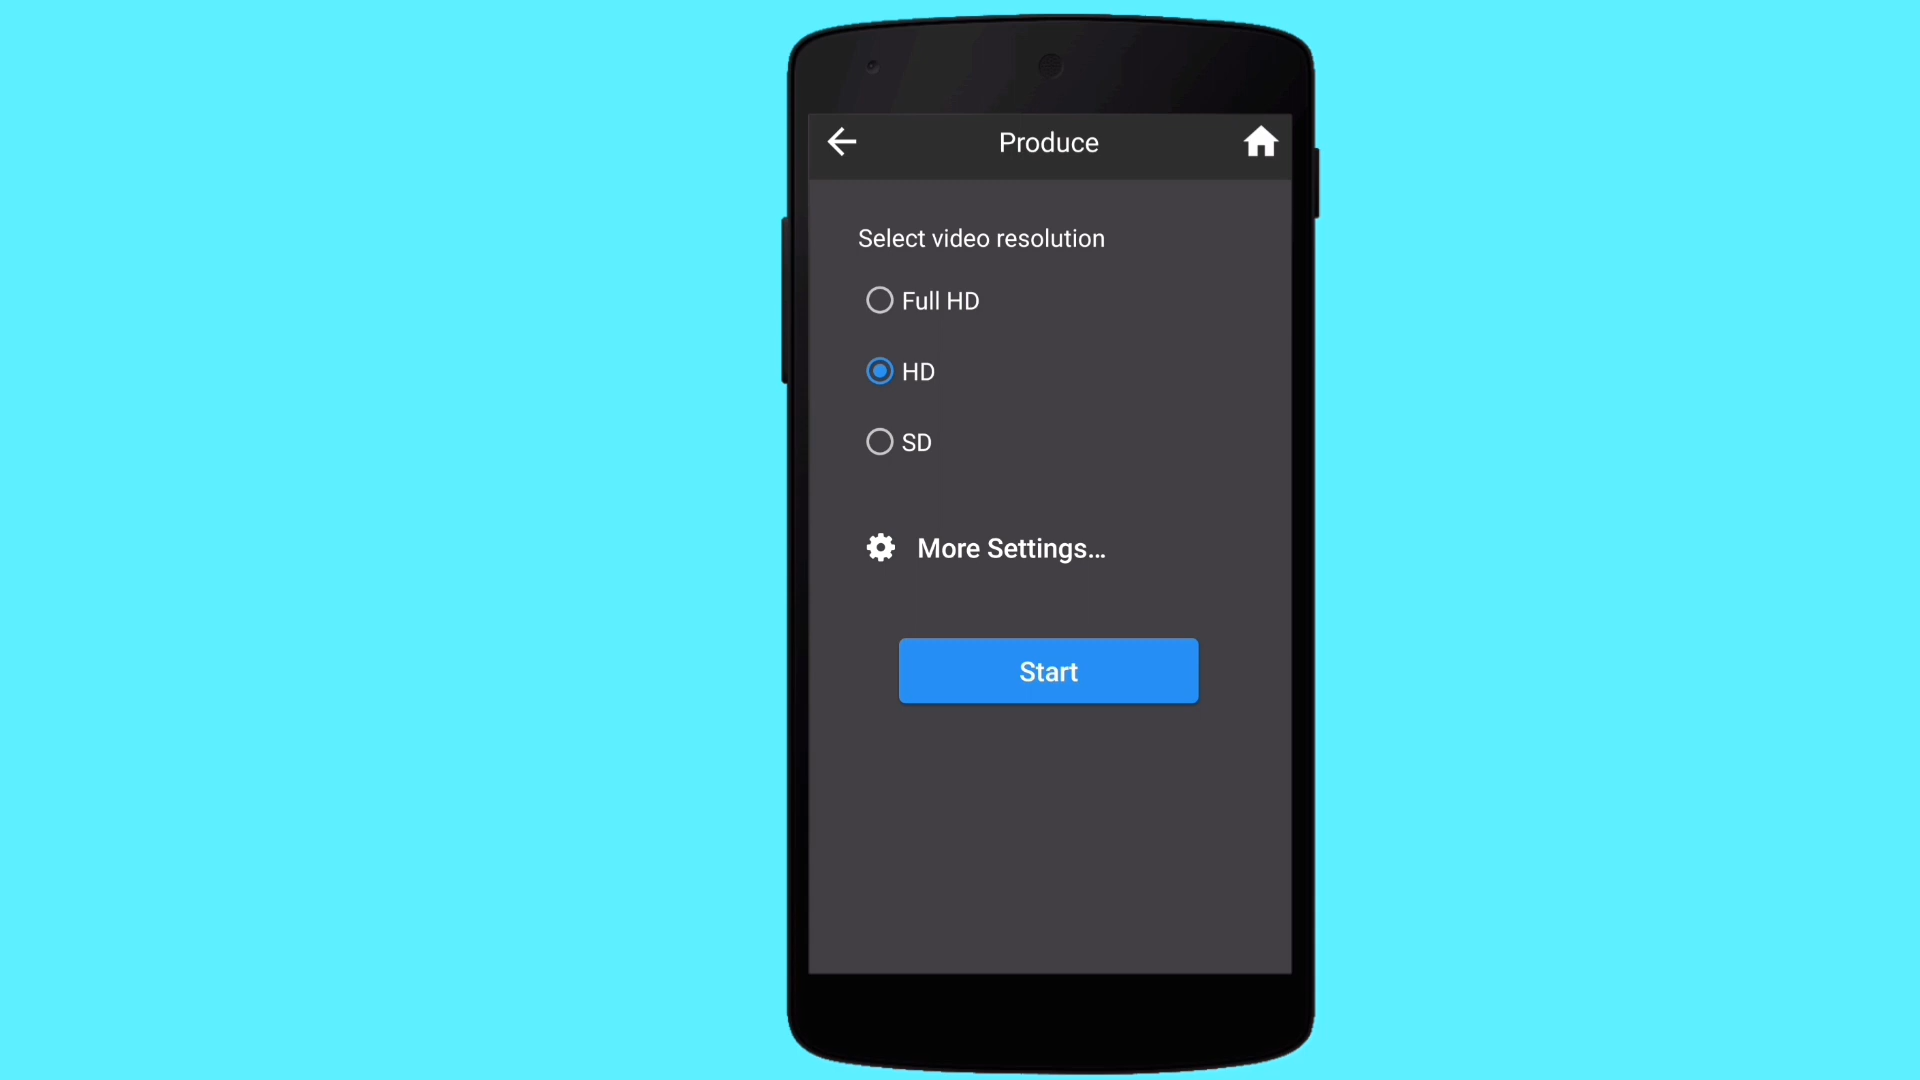 Produce
Select video resolution
Full HD
HD
SD
More Settings...
Start